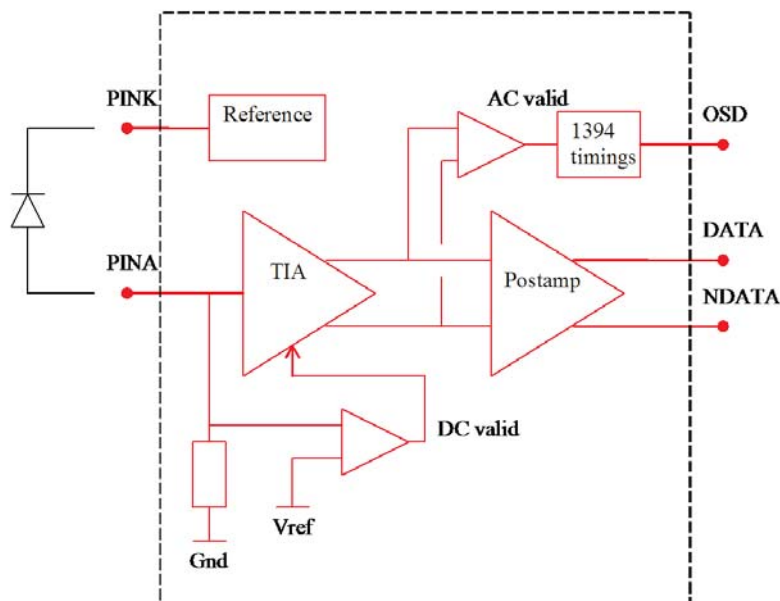 PINK
Reference
AC valid
1394
timings
OSD
PINA
TIA
Postamp
DATA
NDATA
DC valid
Vref
Gnd